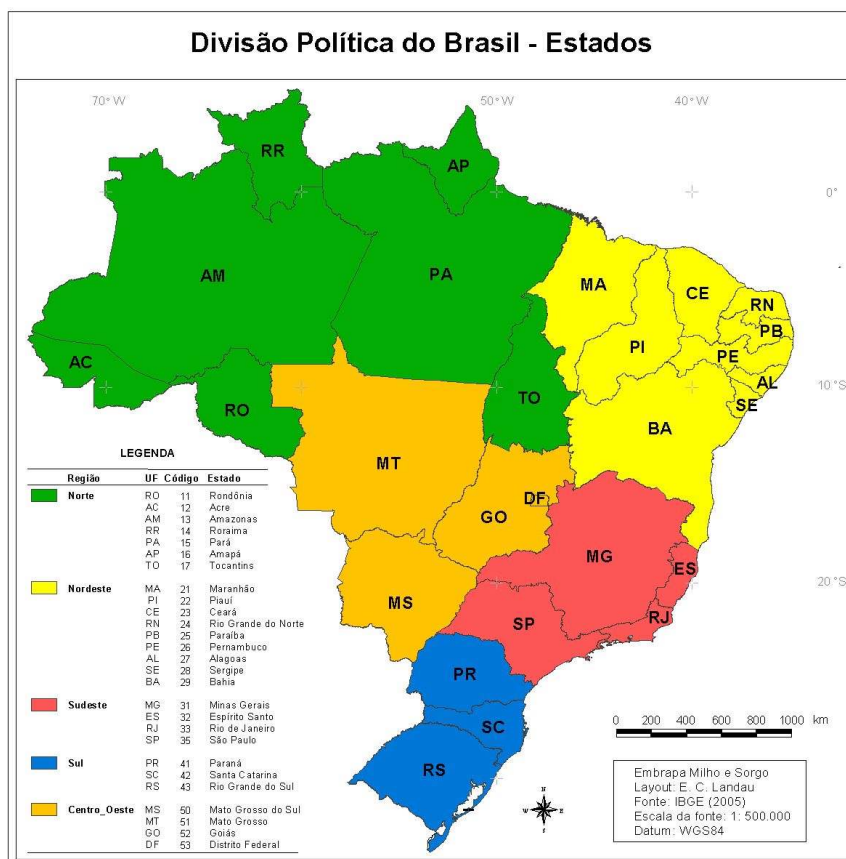 Divisão Política do Brasil - Estados
70° W
50° W
40° W
RR
AP
0°
AM
PA
MA
CE
RN
PB
PI
PE
AC
AL
10° S
TO
SE
RO
BA
MT
DF
GO
MG
ES
20° S
MS
RJ
SP
PR
SC
RS
LEGENDA
Região UF Código Estado
Norte RO 11 Rondônia
AC 12 Acre
AM 13 Amazonas
RR 14 Roraima
PA 15 Pará
AP 16 Amapá
TO 17 Tocantins
Nordeste MA 21 Maranhão
PI 22 Piauí
CE 23 Ceará
RN 24 Rio Grande do Norte
PB 25 Paraíba
PE 26 Pernambuco
AL 27 Alagoas
SE 28 Sergipe
BA 29 Bahia
Sudeste MG 31 Minas Gerais
ES 32 Espírito Santo
RJ 33 Rio de Janeiro
SP 35 São Paulo
Sul PR 41 Paraná
SC 42 Santa Catarina
RS 43 Rio Grande do Sul
Centro_Oeste MS 50 Mato Grosso do Sul
MT 51 Mato Grosso
GO 52 Goiás
DF 53 Distrito Federal
0 200 400 600 800 1000 km
N
W E
S
Embrapa Milho e Sorgo
Layout: E. C. Landau
Fonte: IBGE (2005)
Escala da fonte: 1: 500.000
Datum: WGS84